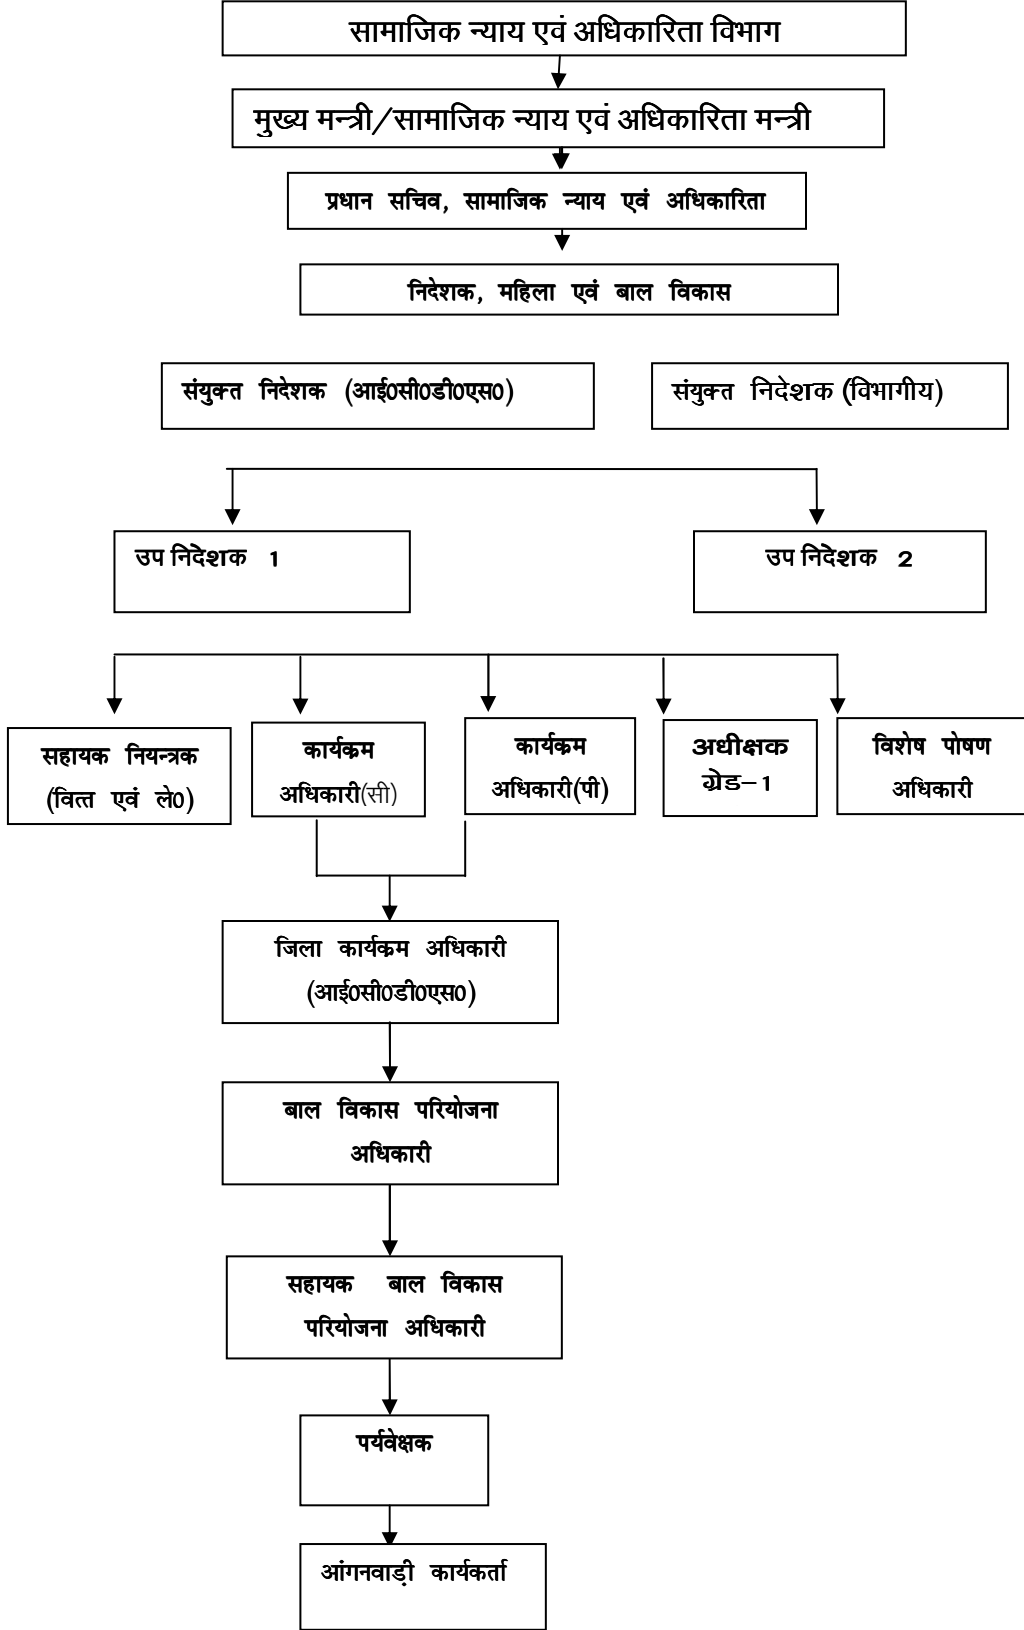 सामाजिक न्याय एवं अधिकारिता विभाग
मुख्य मन्त्री/सामाजिक न्याय एवं अधिकारिता मन्त्री
प्रधान सचिव, सामाजिक न्याय एवं अधिकारिता
निदेशक, महिला एवं बाल विकास
संयुक्त निदेशक (आई0सी0डी0एस0)
संयुक्त निदेशक (विभागीय)
उप निदेशक 1
उप निदेशक 2
सहायक नियन्त्रक
(वित्त एवं ले0)
कार्यक्रम
अधिकारी(सी)
कार्यक्रम
अधिकारी(पी)
अधीक्षक
ग्रेड-1
विशेष पोषण
अधिकारी
जिला कार्यक्रम अधिकारी
(आई0सी0डी0एस0)
बाल विकास परियोजना
अधिकारी
सहायक बाल विकास
परियोजना अधिकारी
पर्यवेक्षक
आंगनवाड़ी कार्यकर्ता